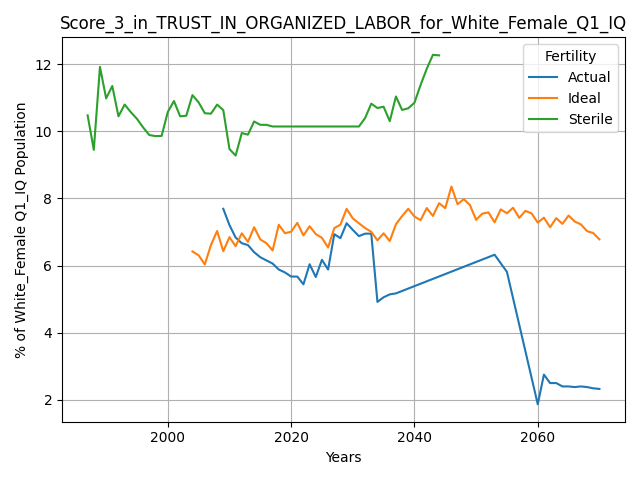 Score_3_in_TRUST_IN_ORGANIZED_LABOR_for_White_Female_Q1_IQ
% of White_Female Q1_IQ Population
12
10
8
6
4
2
Fertility
Actual
Ideal
Sterile
2000
2020
2040
2060
Years